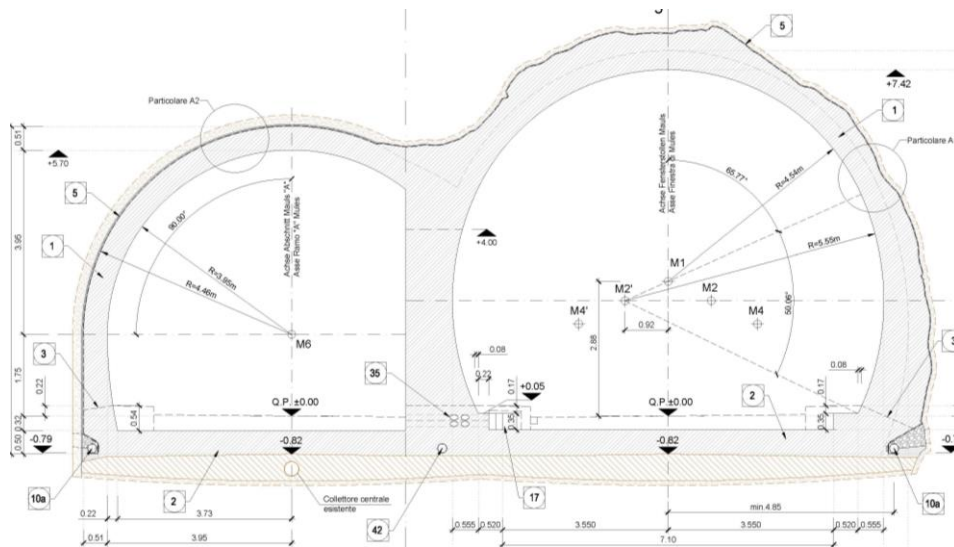 5
+7.42
Particolare A2
1
0.51
+5.70
Particolare A
5
90.00°
Achse Abschnitt Mauls "A"
Asse Ramo "A" Mules
Achse Fensterstollen Mauls
Asse Finestra di Mules
65.77°
R=4.54m
+4.00
1
R=3.95m
R=4.46m
R=5.55m
3.95
M1
M2'
M2
M4'
M4
M6
0.92
50.06°
2.88
3
35
0.08
0.22
0.08
3
1.75
0.22
0.17
+0.05
0.17
0.54
Q.P.±0.00
Q.P.±0.00
2
0.32
0.35
0.35
-0.79
0.50
-0.82
-0.82
10a
2
Collettore centrale
esistente
42
17
10a
min.4.85
0.22
3.73
0.555
0.520
3.550
3.550
0.520
0.555
0.51
3.95
7.10